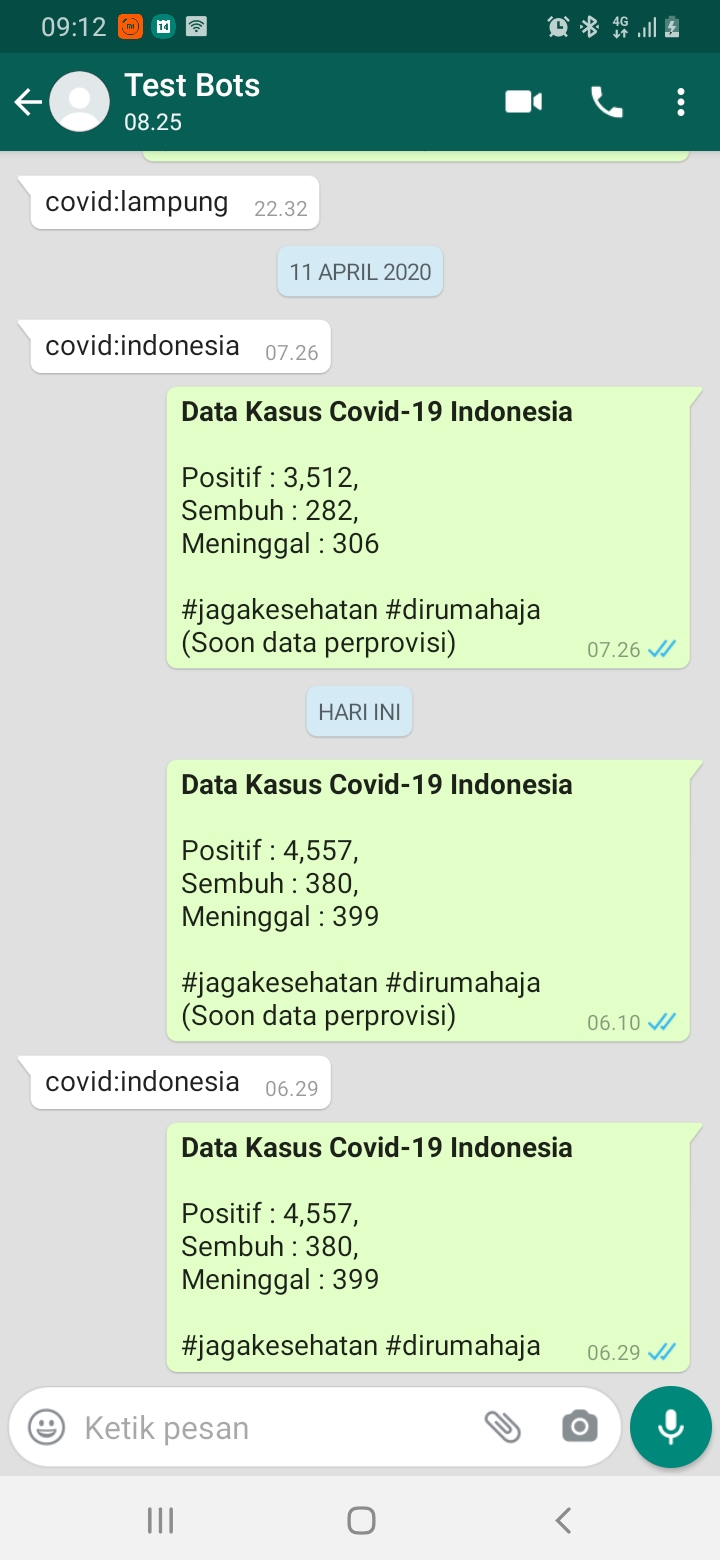 09:12
4G
Test Bots
08.25
covid:lampung 22.32
11 APRIL 2020
covid:indonesia 07.26
Data Kasus Covid-19 Indonesia
Positif : 3,512,
Sembuh : 282,
Meninggal : 306
#jagakesehatan #dirumahaja
(Soon data perprovisi) 07.26
HARI INI
Data Kasus Covid-19 Indonesia
Positif : 4,557,
Sembuh : 380,
Meninggal : 399
#jagakesehatan #dirumahaja
(Soon data perprovisi) 06.10
covid:indonesia 06.29
Data Kasus Covid-19 Indonesia
Positif : 4,557,
Sembuh : 380,
Meninggal : 399
#jagakesehatan #dirumahaja 06.29
Ketik pesan